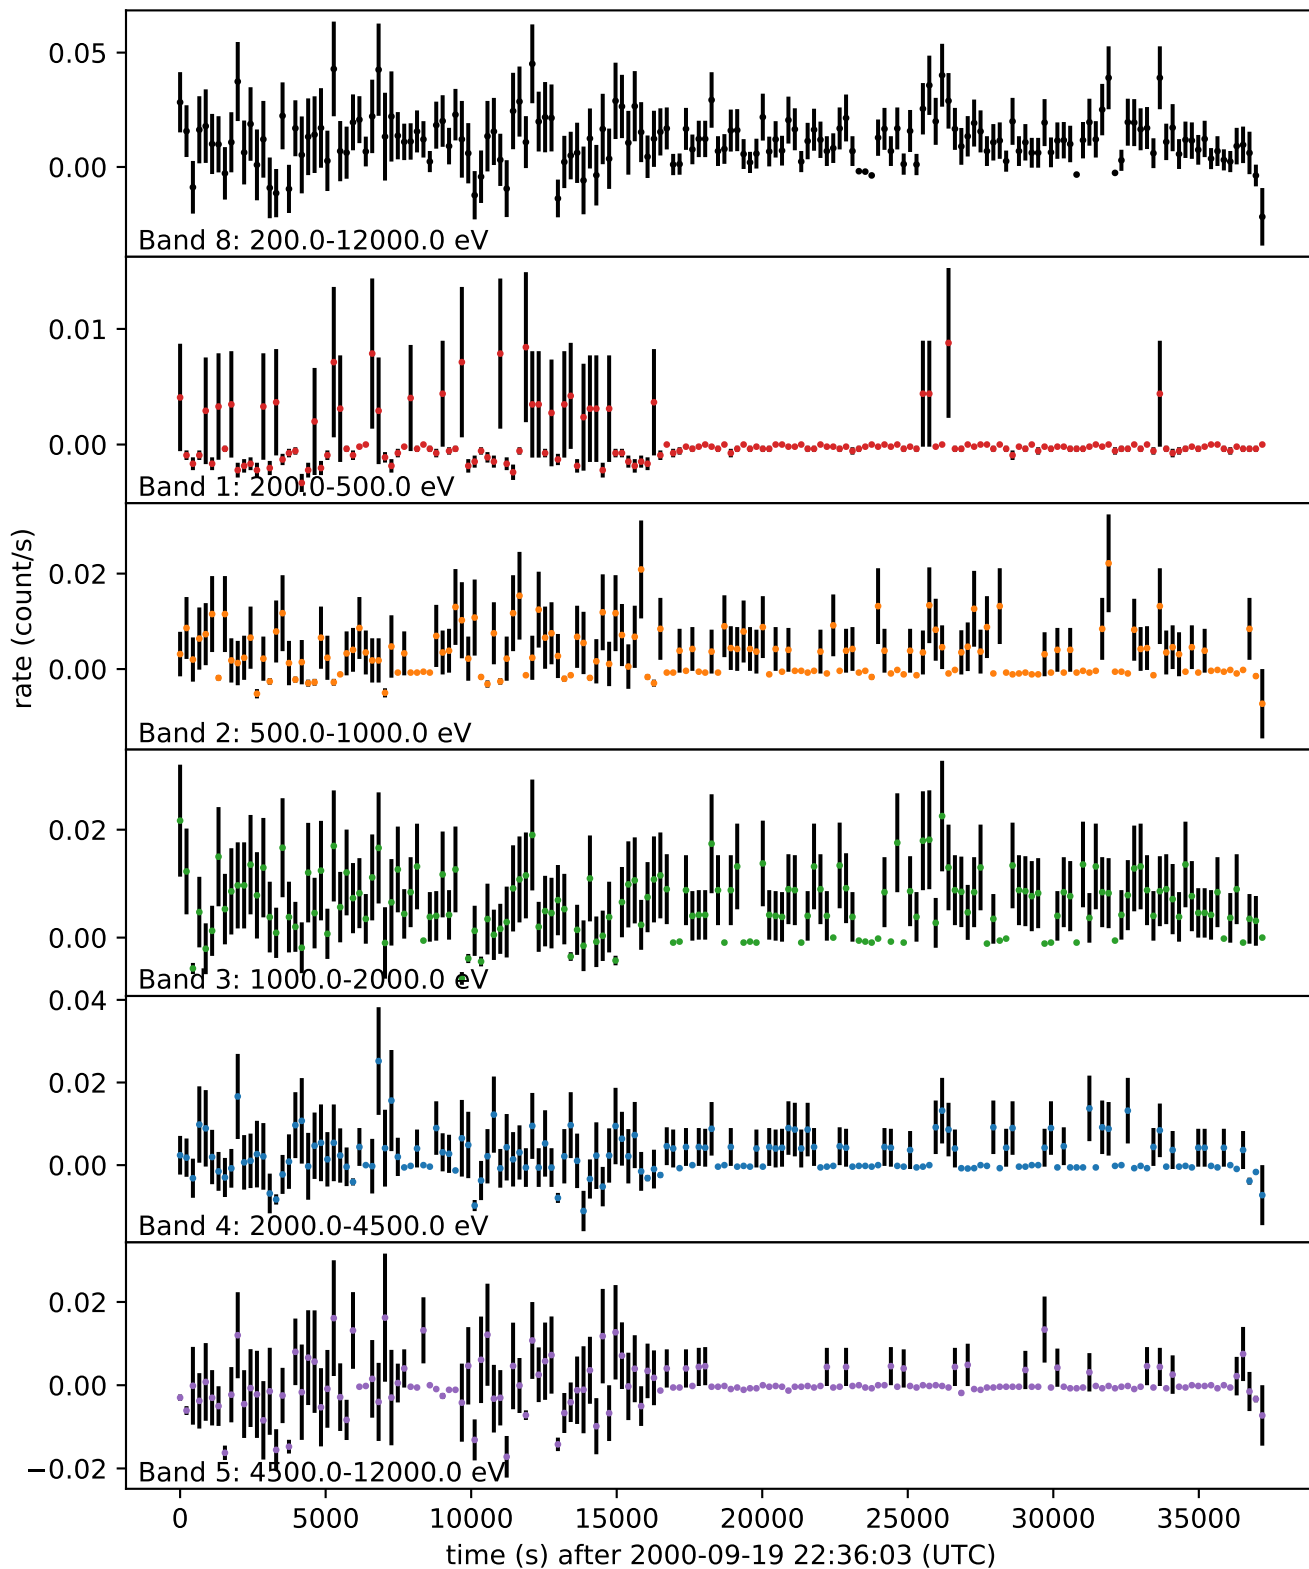 0.05
0.00
Band 8: 200.0-12000.0 eV
0.01
0.00
Band 1: 200.0-500.0 eV
0.02
0.00
Band 2: 500.0-1000.0 eV
rate (count/s)
0.02
0.00
Band 3: 1000.0-2000.0 eV
0.04
0.02
0.00
Band 4: 2000.0-4500.0 eV
0.02
0.00
−0.02
Band 5: 4500.0-12000.0 eV
0 5000 10000 15000 20000 25000 30000 35000
time (s) after 2000-09-19 22:36:03 (UTC)